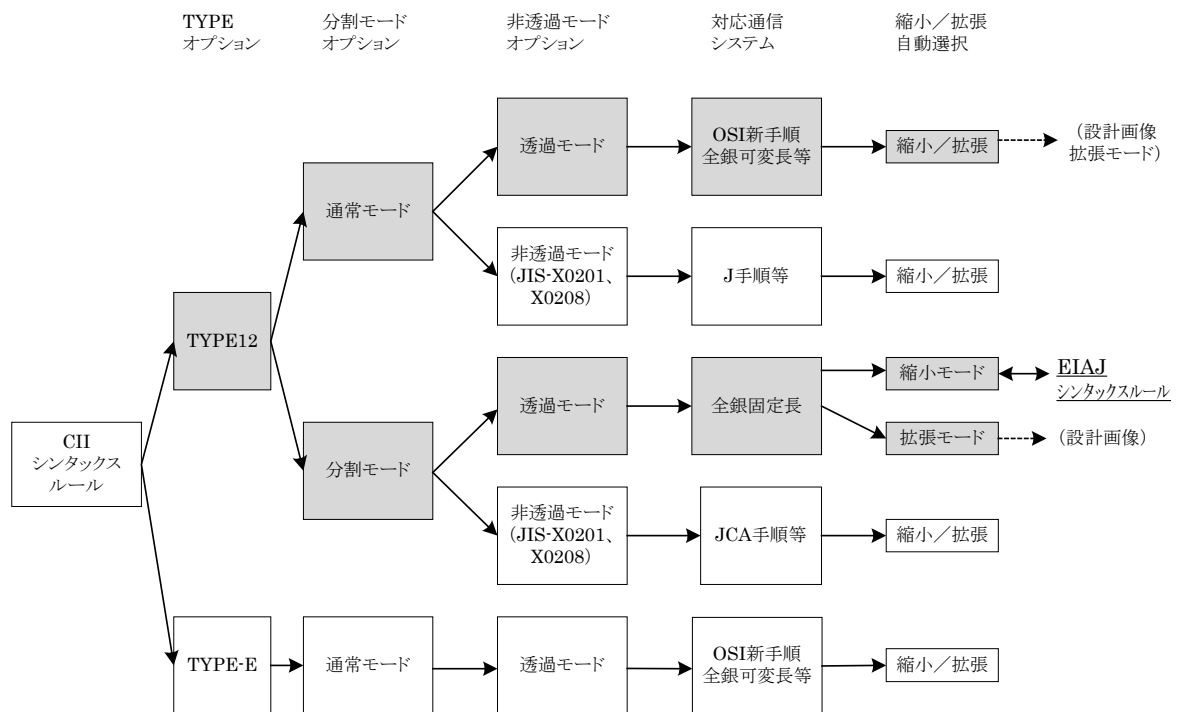 TYPE
オプション
分割モード
オプション
非透過モード
オプション
対応通信
システム
縮小／拡張
自動選択
透過モード
OSI新手順
全銀可変長等
縮小／拡張
（設計画像
拡張モード）
通常モード
非透過モード
（JIS-X0201、
X0208）
J手順等
縮小／拡張
TYPE12
透過モード
全銀固定長
縮小モード
EIAJ
シンタックスルール
拡張モード
（設計画像）
CII
シンタックス
ルール
分割モード
非透過モード
（JIS-X0201、
X0208）
JCA手順等
縮小／拡張
TYPE-E
通常モード
透過モード
OSI新手順
全銀可変長等
縮小／拡張